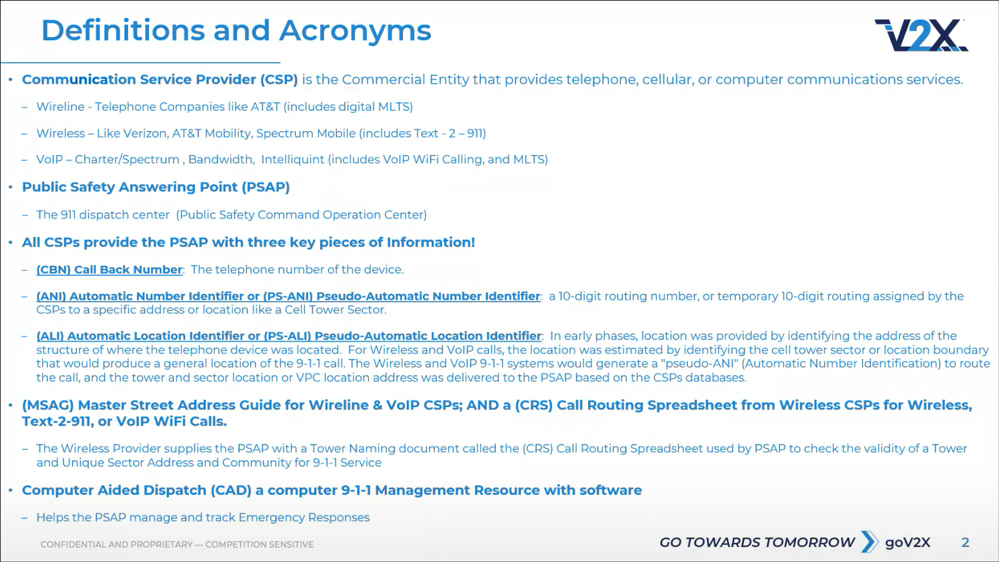 Definitions and Acronyms
V2X
• Communication Service Provider (CSP) is the Commercial Entity that provides telephone, cellular, or computer communications services.
– Wireline - Telephone Companies like AT&T (includes digital MLTS)
– Wireless – Like Verizon, AT&T Mobility, Spectrum Mobile (includes Text - 2 – 911)
– VoIP – Charter/Spectrum , Bandwidth,  Intelliquint (includes VoIP WiFi Calling, and MLTS)
• Public Safety Answering Point (PSAP)
– The 911 dispatch center  (Public Safety Command Operation Center)
• All CSPs provide the PSAP with three key pieces of Information!
– (CBN) Call Back Number:  The telephone number of the device.
– (ANI) Automatic Number Identifier or (PS-ANI) Pseudo-Automatic Number Identifier:  a 10-digit routing number, or temporary 10-digit routing assigned by the
CSPs to a specific address or location like a Cell Tower Sector.
– (ALI) Automatic Location Identifier or (PS-ALI) Pseudo-Automatic Location Identifier:  In early phases, location was provided by identifying the address of the
structure of where the telephone device was located.  For Wireless and VoIP calls, the location was estimated by identifying the cell tower sector or location boundary
that would produce a general location of the 9-1-1 call. The Wireless and VoIP 9-1-1 systems would generate a "pseudo-ANI" (Automatic Number Identification) to route
the call, and the tower and sector location or VPC location address was delivered to the PSAP based on the CSPs databases.
• (MSAG) Master Street Address Guide for Wireline & VoIP CSPs; AND a (CRS) Call Routing Spreadsheet from Wireless CSPs for Wireless,
Text-2-911, or VoIP WiFi Calls.
– The Wireless Provider supplies the PSAP with a Tower Naming document called the (CRS) Call Routing Spreadsheet used by PSAP to check the validity of a Tower
and Unique Sector Address and Community for 9-1-1 Service
• Computer Aided Dispatch (CAD) a computer 9-1-1 Management Resource with software
– Helps the PSAP manage and track Emergency Responses
CONFIDENTIAL AND PROPRIETARY — COMPETITION SENSITIVE
GO TOWARDS TOMORROW goV2X 2